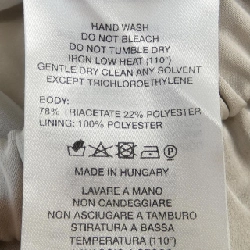 HAND WASH
DO NOT BLEACH
DO NOT TUMBLE DRY
IRON LOW HEAT (110°)
GENTLE DRY CLEAN ANY SOLVENT
EXCEPT TRICHLOROETHYLENE
BODY:
78% TRIACETATE 22% POLYESTER
LINING: 100% POLYESTER
MADE IN HUNGARY
LAVARE A MANO
NON CANDEGGIARE
NON ASCIUGARE A TAMBURO
STIRATURA A BASSA
TEMPERATURA (110°)